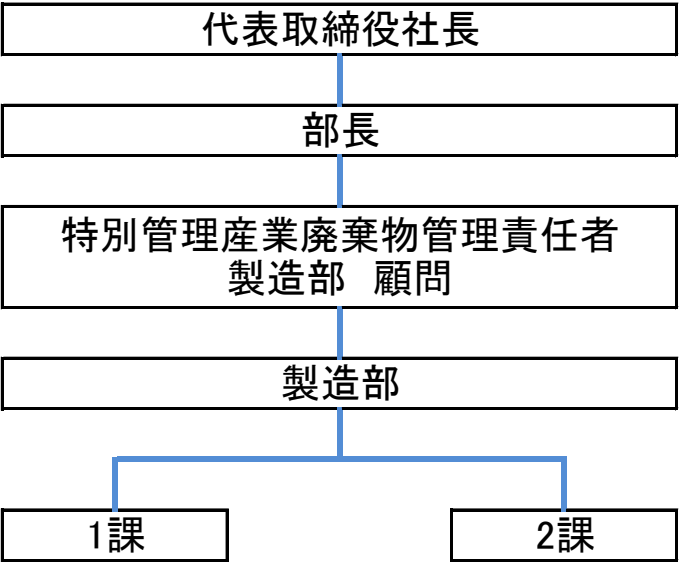 代表取締役社長
部長
特別管理産業廃棄物管理責任者
製造部　顧問
製造部
1課
2課